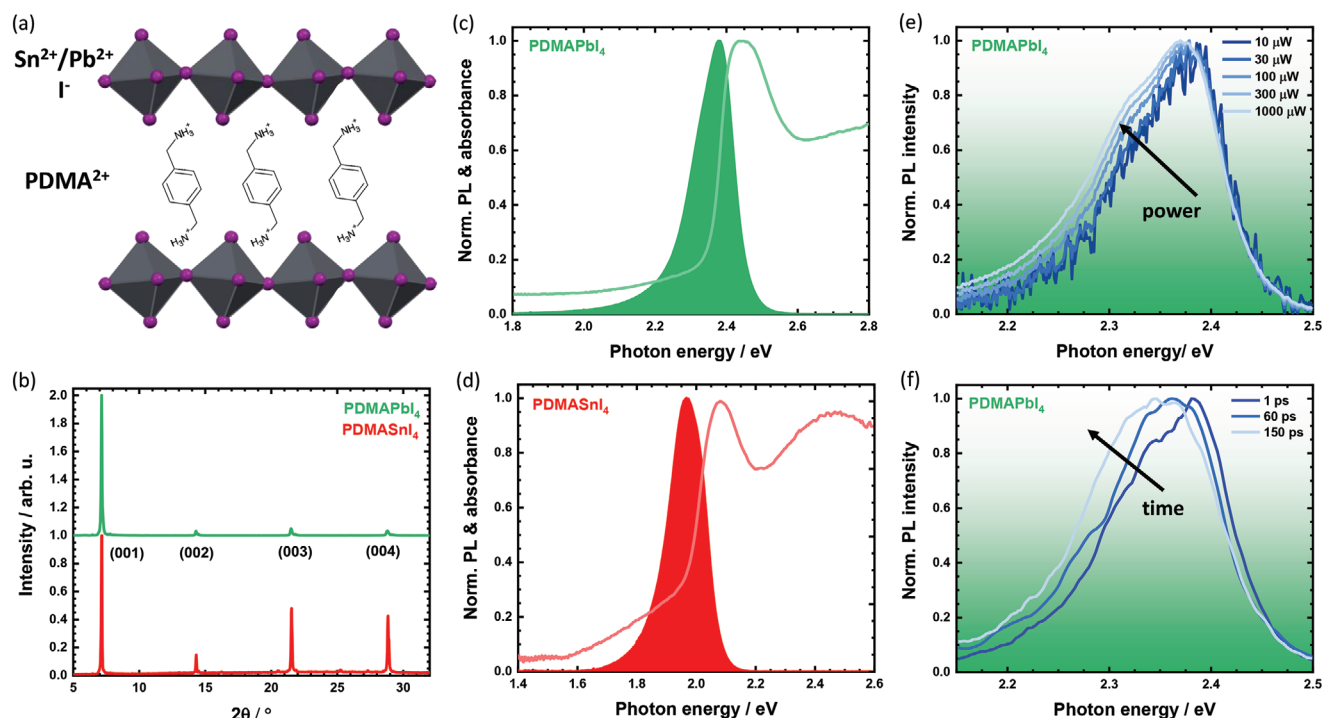 (a)
Sn²⁺/Pb²⁺
I⁻
PDMA²⁺
NH₃⁺ NH₃⁺ NH₃⁺
H₃N⁺ H₃N⁺ H₃N⁺
(b)
PDMAPbI₄
PDMASnI₄
2.0
1.8
1.6
1.4
1.2
1.0
0.8
0.6
0.4
0.2
0.0
(001) (002) (003) (004)
Intensity / arb. u.
5 10 15 20 25 30
2θ / °
(c)
PDMAPbI₄
1.0
0.8
0.6
0.4
0.2
0.0
Norm. PL & absorbance
1.8 2.0 2.2 2.4 2.6 2.8
Photon energy / eV
(d)
PDMASnI₄
1.0
0.8
0.6
0.4
0.2
0.0
Norm. PL & absorbance
1.4 1.6 1.8 2.0 2.2 2.4 2.6
Photon energy / eV
(e)
PDMAPbI₄
10 μW
30 μW
100 μW
300 μW
1000 μW
power
1.0
0.8
0.6
0.4
0.2
0.0
Norm. PL intensity
2.2 2.3 2.4 2.5
Photon energy/ eV
(f)
PDMAPbI₄
1 ps
60 ps
150 ps
time
1.0
0.8
0.6
0.4
0.2
0.0
Norm. PL intensity
2.2 2.3 2.4 2.5
Photon energy / eV